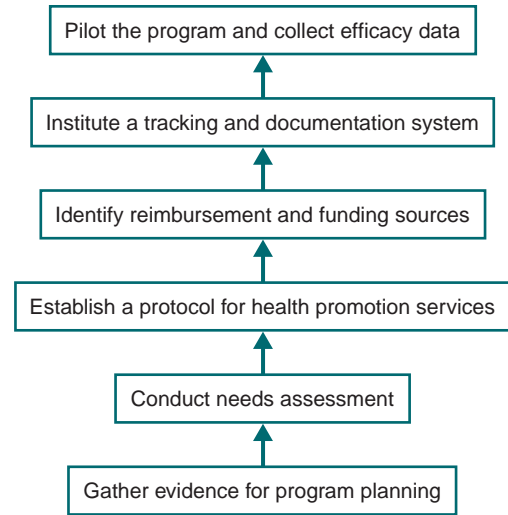 Pilot the program and collect efficacy data
Institute a tracking and documentation system
Identify reimbursement and funding sources
Establish a protocol for health promotion services
Conduct needs assessment
Gather evidence for program planning